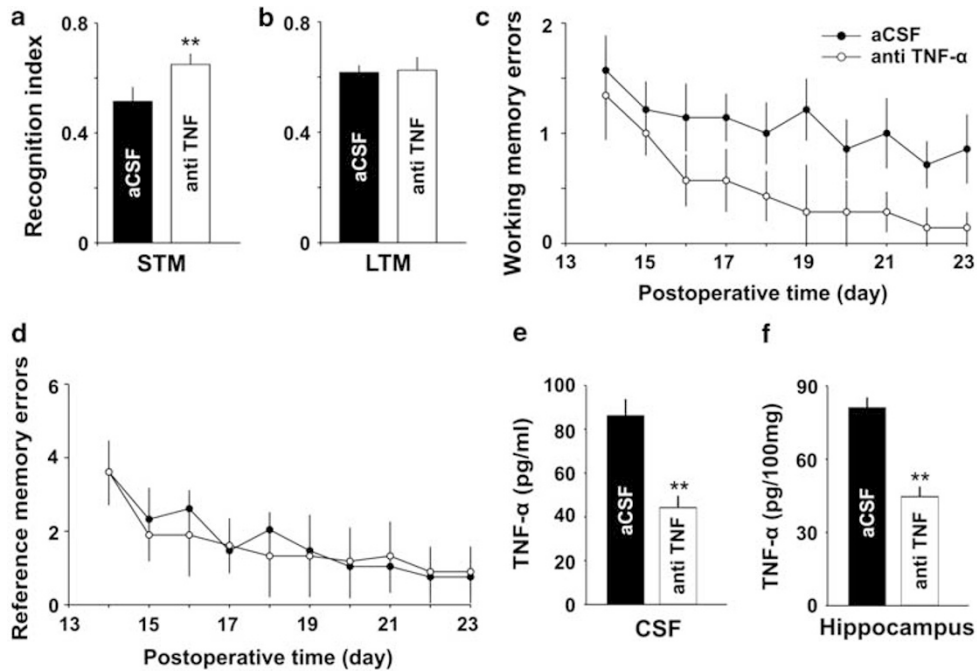 a
0.8
0.4
0
Recognition index
**
aCSF
anti TNF
STM
b
0.8
0.4
0
aCSF
anti TNF
LTM
c
aCSF
anti TNF-α
2
1
0
Working memory errors
13 15 17 19 21 23
Postoperative time (day)
d
6
4
2
0
Reference memory errors
13 15 17 19 21 23
Postoperative time (day)
e
100
80
60
40
20
0
TNF-α (pg/ml)
**
aCSF
anti TNF
CSF
f
90
60
30
0
TNF-α (pg/100mg)
**
aCSF
anti TNF
Hippocampus